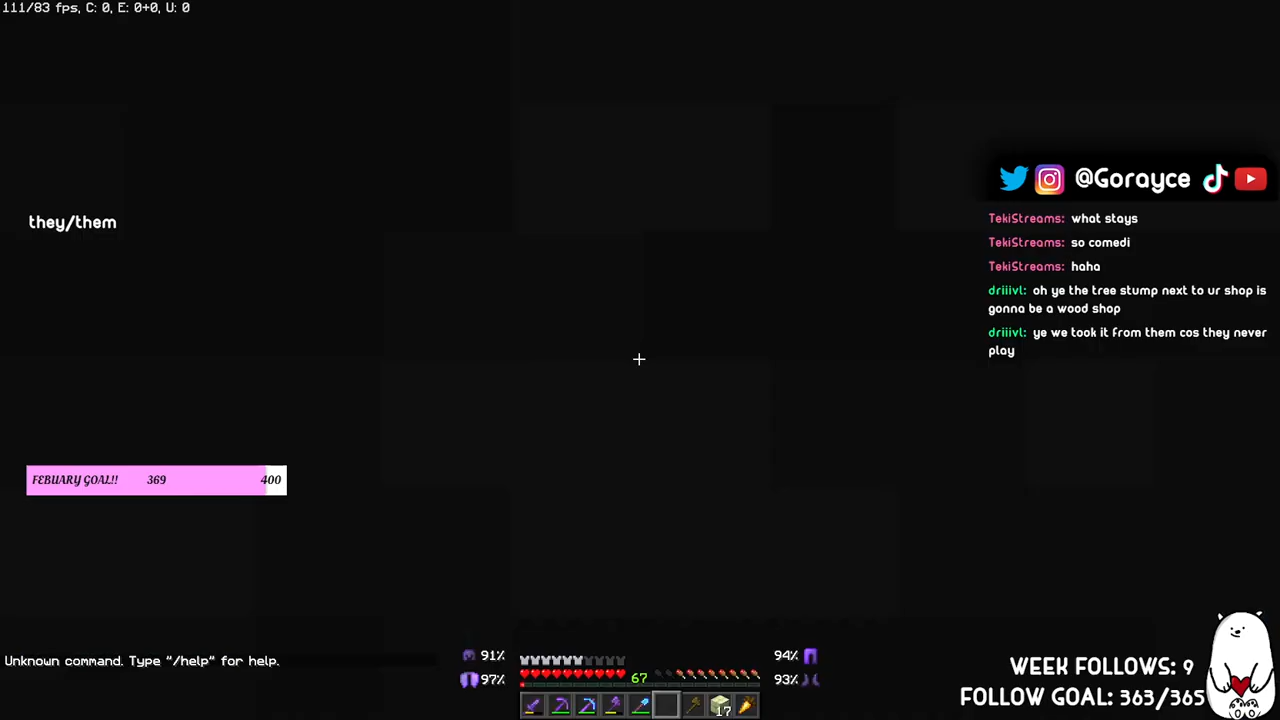 111/83 fps, C: 0, E: 0+0, U: 0
@Gorayce
they/them
TekiStreams: what stays
TekiStreams: so comedi
TekiStreams: haha
driiivl: oh ye the tree stump next to ur shop is
gonna be a wood shop
driiivl: ye we took it from them cos they never
play
FEBUARY GOAL!! 369 400
Unknown command. Type "/help" for help.
91%
97%
67
94%
93%
17
WEEK FOLLOWS: 9
FOLLOW GOAL: 363/365